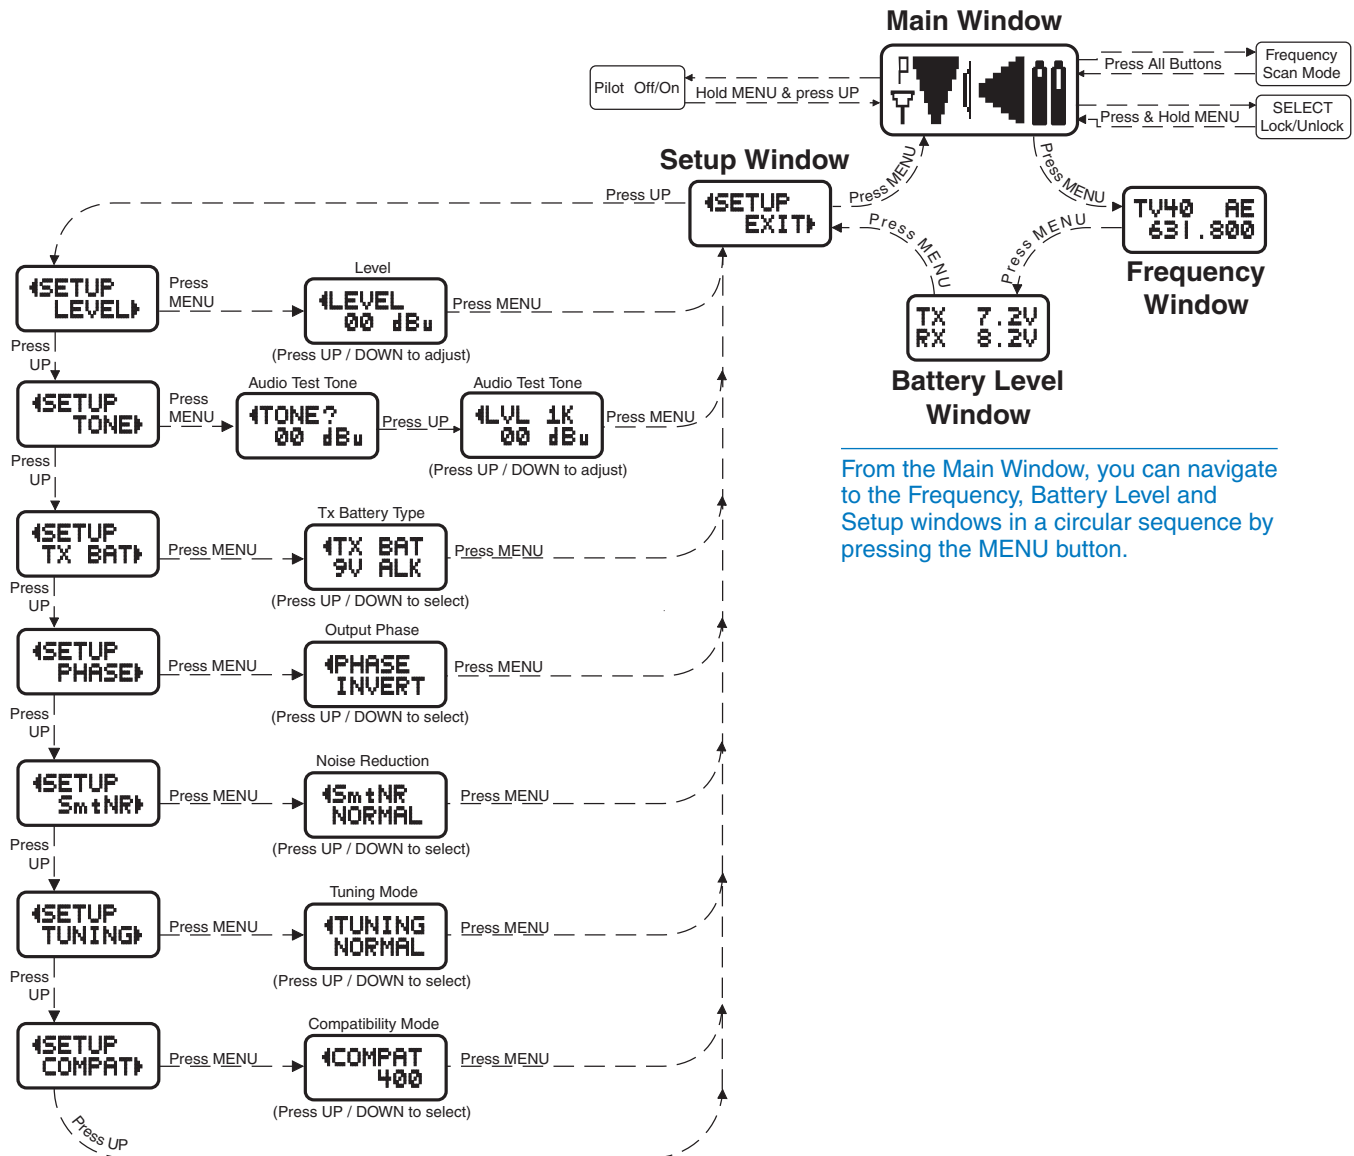 Main Window
Pilot Off/On
Hold MENU & press UP
Press All Buttons
Frequency
Scan Mode
Press & Hold MENU
SELECT
Lock/Unlock
Setup Window
Press UP
SETUP
EXIT
Press MENU
Press MENU
Press MENU
Press MENU
TV40 AE
631.800
Frequency
Window
TX 7.2V
RX 8.2V
Battery Level
Window
From the Main Window, you can navigate
to the Frequency, Battery Level and
Setup windows in a circular sequence by
pressing the MENU button.
SETUP
LEVEL
Press
MENU
Level
LEVEL
00 dBu
(Press UP / DOWN to adjust)
Press MENU
Press
UP
SETUP
TONE
Press
MENU
Audio Test Tone
TONE?
00 dBu
Press UP
Audio Test Tone
LVL 1K
00 dBu
(Press UP / DOWN to adjust)
Press MENU
Press
UP
SETUP
TX BAT
Press MENU
Tx Battery Type
TX BAT
9V ALK
(Press UP / DOWN to select)
Press MENU
Press
UP
SETUP
PHASE
Press MENU
Output Phase
PHASE
INVERT
(Press UP / DOWN to select)
Press MENU
Press
UP
SETUP
SmtNR
Press MENU
Noise Reduction
SmtNR
NORMAL
(Press UP / DOWN to select)
Press MENU
Press
UP
SETUP
TUNING
Press MENU
Tuning Mode
TUNING
NORMAL
(Press UP / DOWN to select)
Press MENU
Press
UP
SETUP
COMPAT
Press MENU
Compatibility Mode
COMPAT
400
(Press UP / DOWN to select)
Press MENU
Press UP